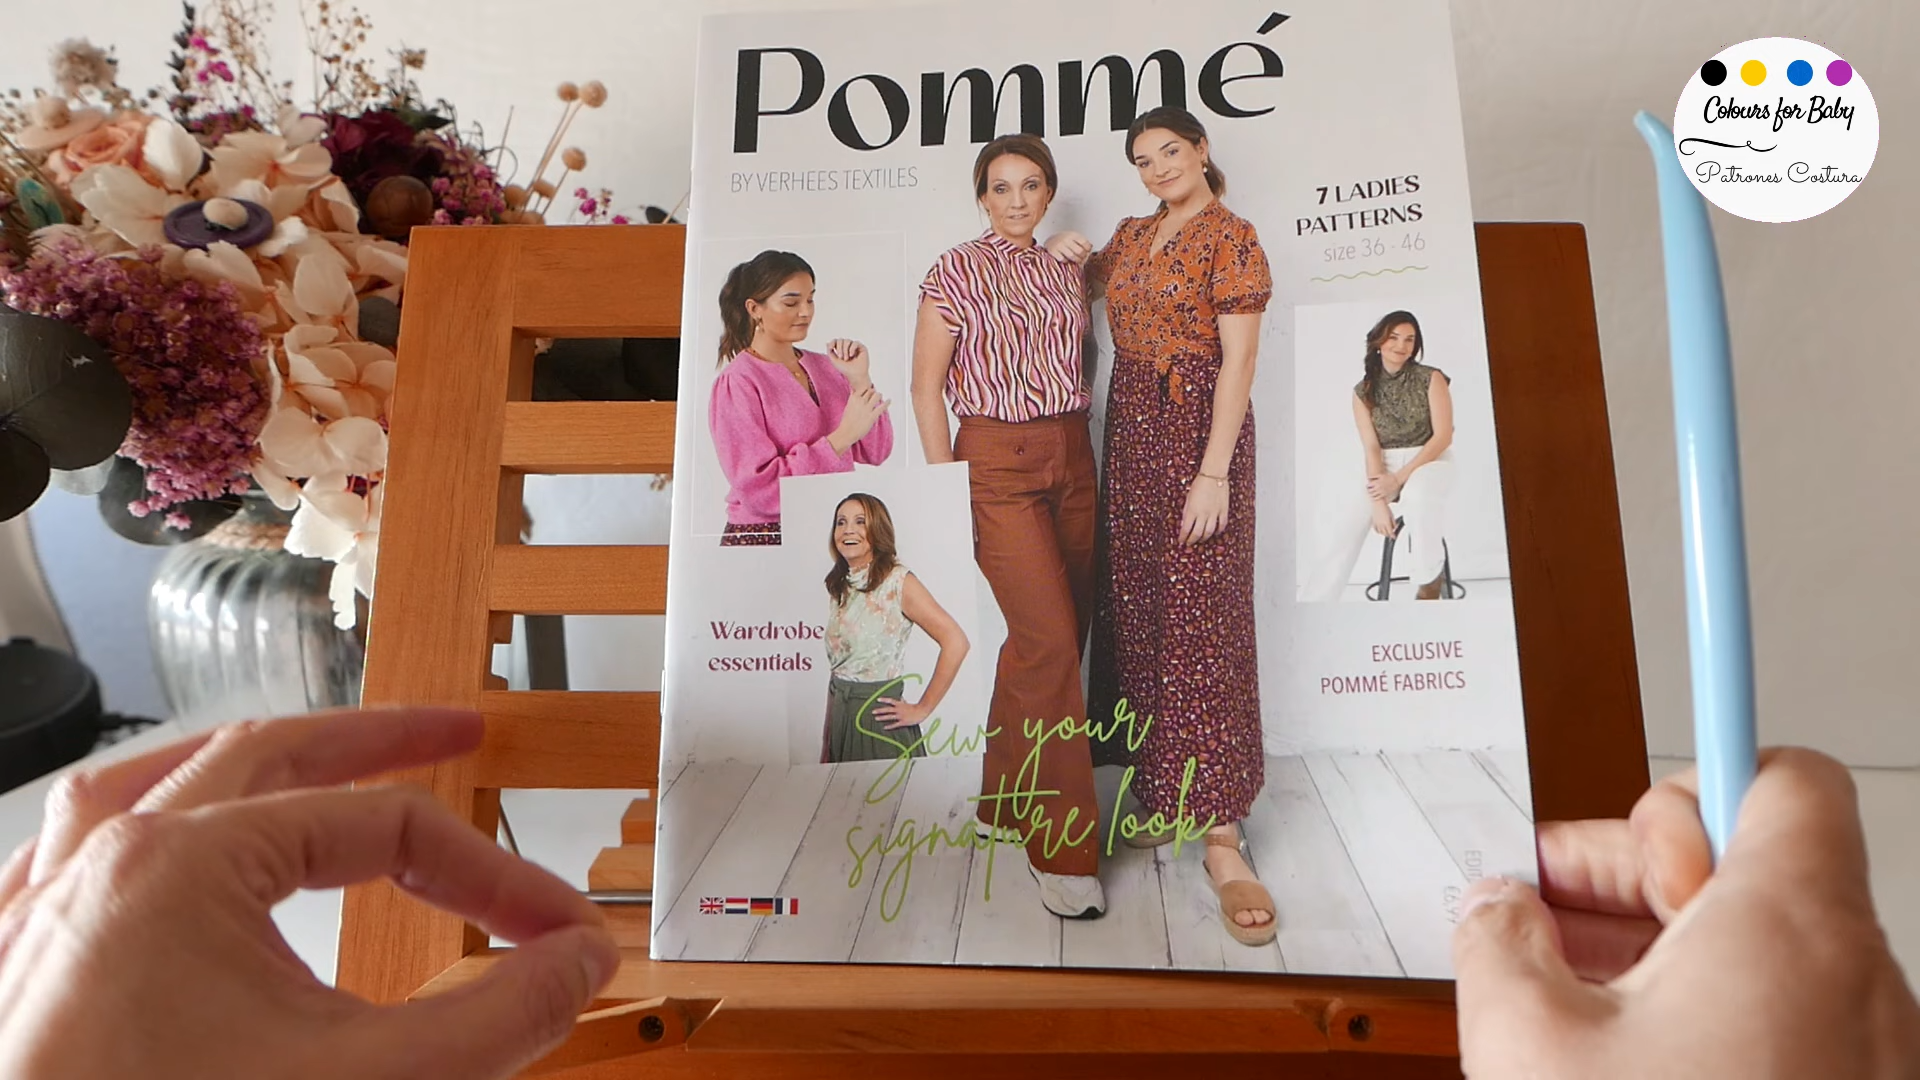 Pommé
BY VERHEES TEXTILES
7 LADIES
PATTERNS
size 36 - 46
Wardrobe
essentials
EXCLUSIVE
POMMÉ FABRICS
Sew your
signature look
Colours for Baby
Patrones Costura